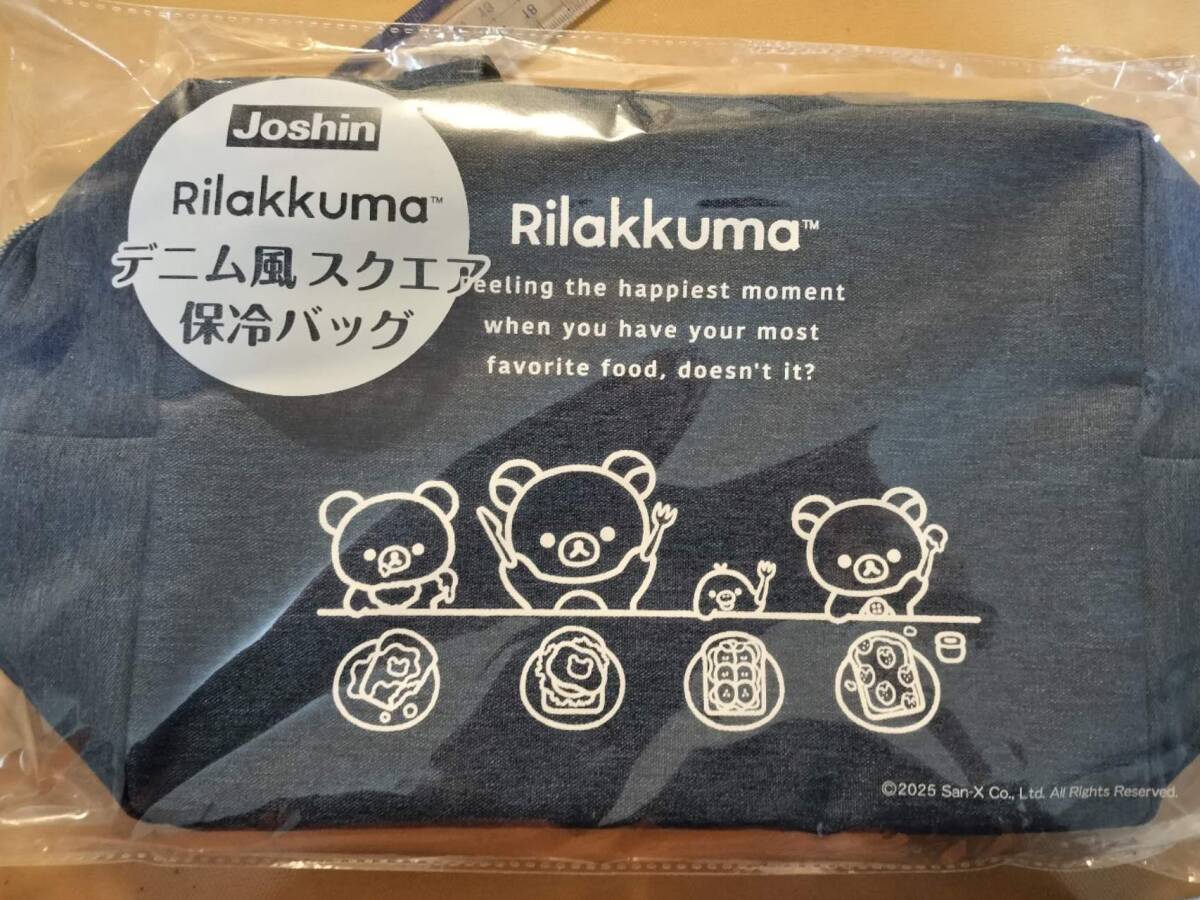 Joshin
Rilakkuma™
デニム風 スクエア
保冷バッグ
Rilakkuma™
Feeling the happiest moment
when you have your most
favorite food, doesn't it?
©2025 San-X Co., Ltd. All Rights Reserved.